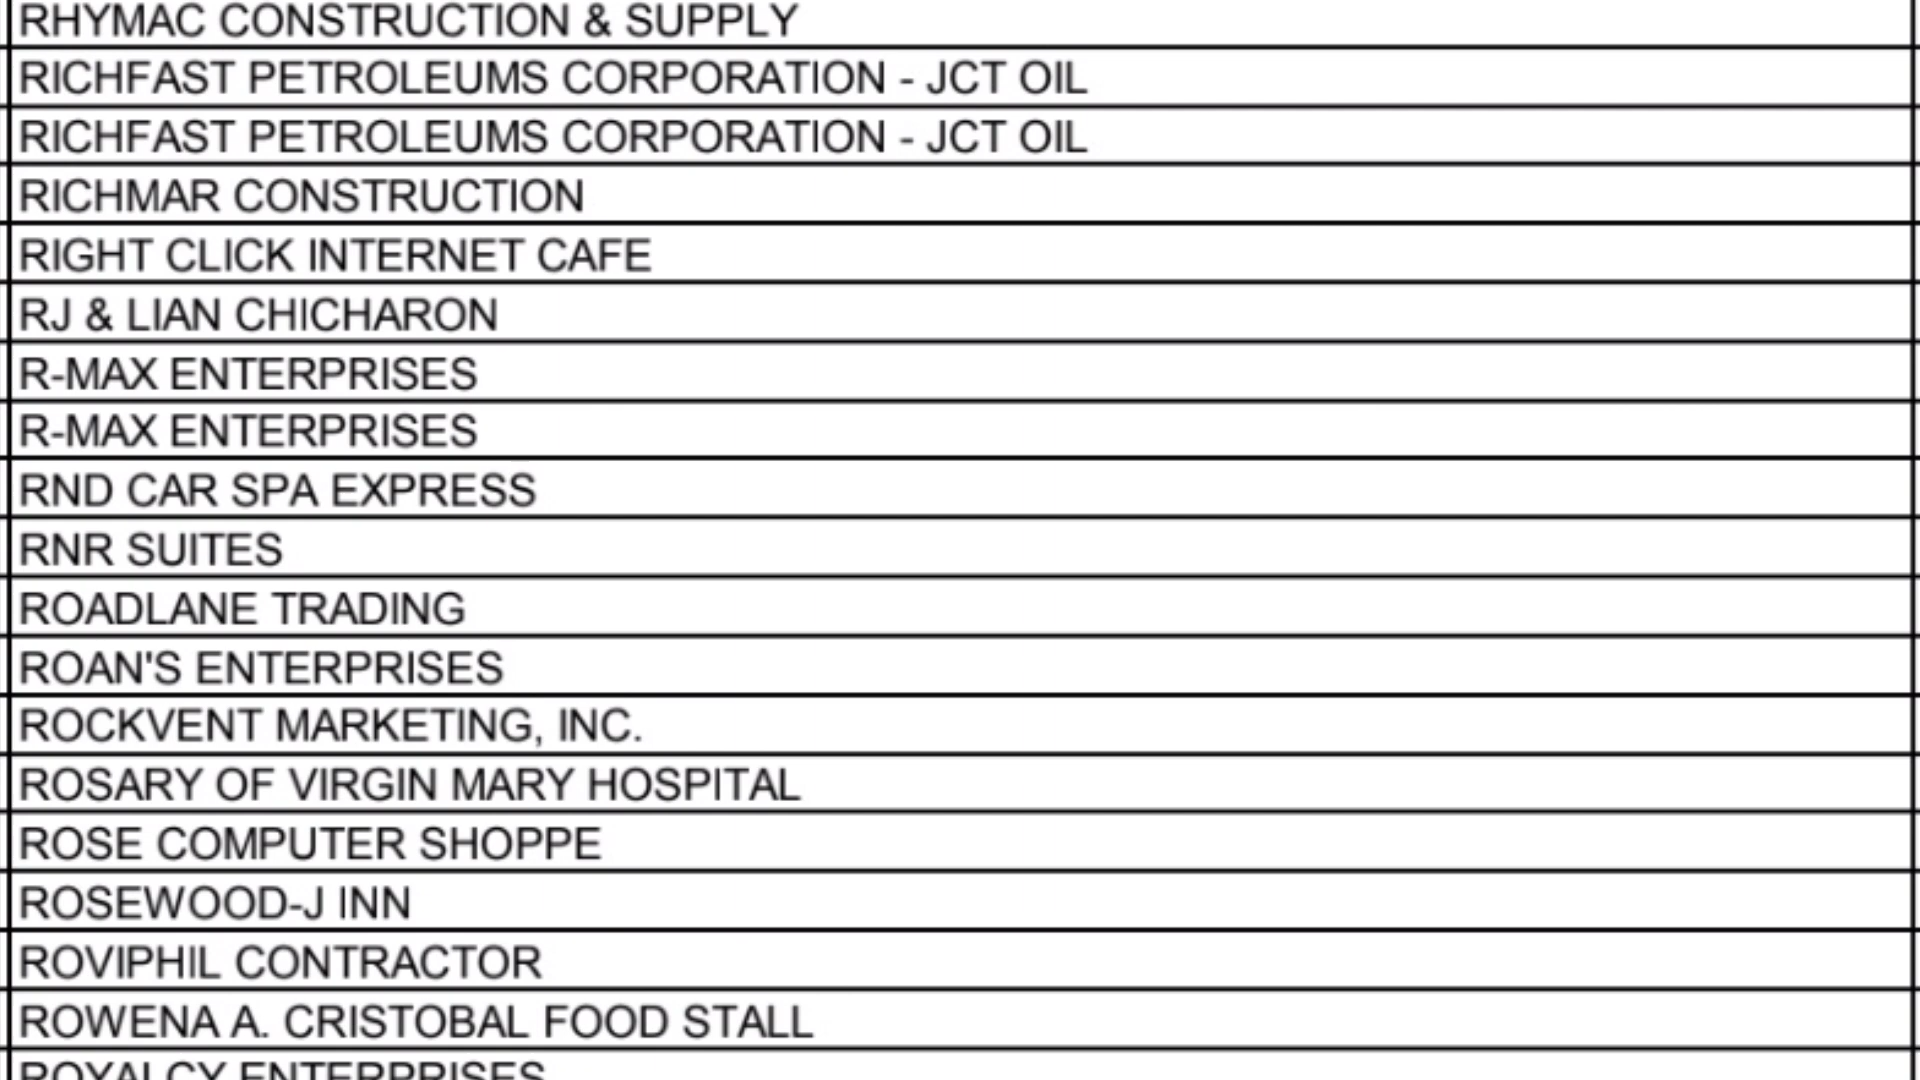 RHYMAC CONSTRUCTION & SUPPLY
RICHFAST PETROLEUMS CORPORATION - JCT OIL
RICHFAST PETROLEUMS CORPORATION - JCT OIL
RICHMAR CONSTRUCTION
RIGHT CLICK INTERNET CAFE
RJ & LIAN CHICHARON
R-MAX ENTERPRISES
R-MAX ENTERPRISES
RND CAR SPA EXPRESS
RNR SUITES
ROADLANE TRADING
ROAN'S ENTERPRISES
ROCKVENT MARKETING, INC.
ROSARY OF VIRGIN MARY HOSPITAL
ROSE COMPUTER SHOPPE
ROSEWOOD-J INN
ROVIPHIL CONTRACTOR
ROWENA A. CRISTOBAL FOOD STALL
ROYALCY ENTERPRISES